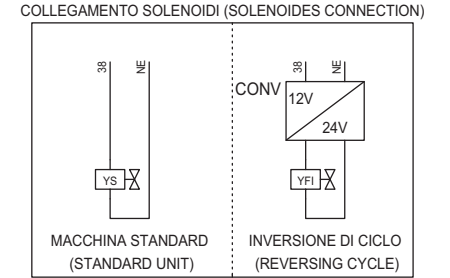 COLLEGAMENTO SOLENOIDI (SOLENOIDES CONNECTION)
38
NE
YS
MACCHINA STANDARD
(STANDARD UNIT)
38
NE
CONV
12V
24V
YFI
INVERSIONE DI CICLO
(REVERSING CYCLE)